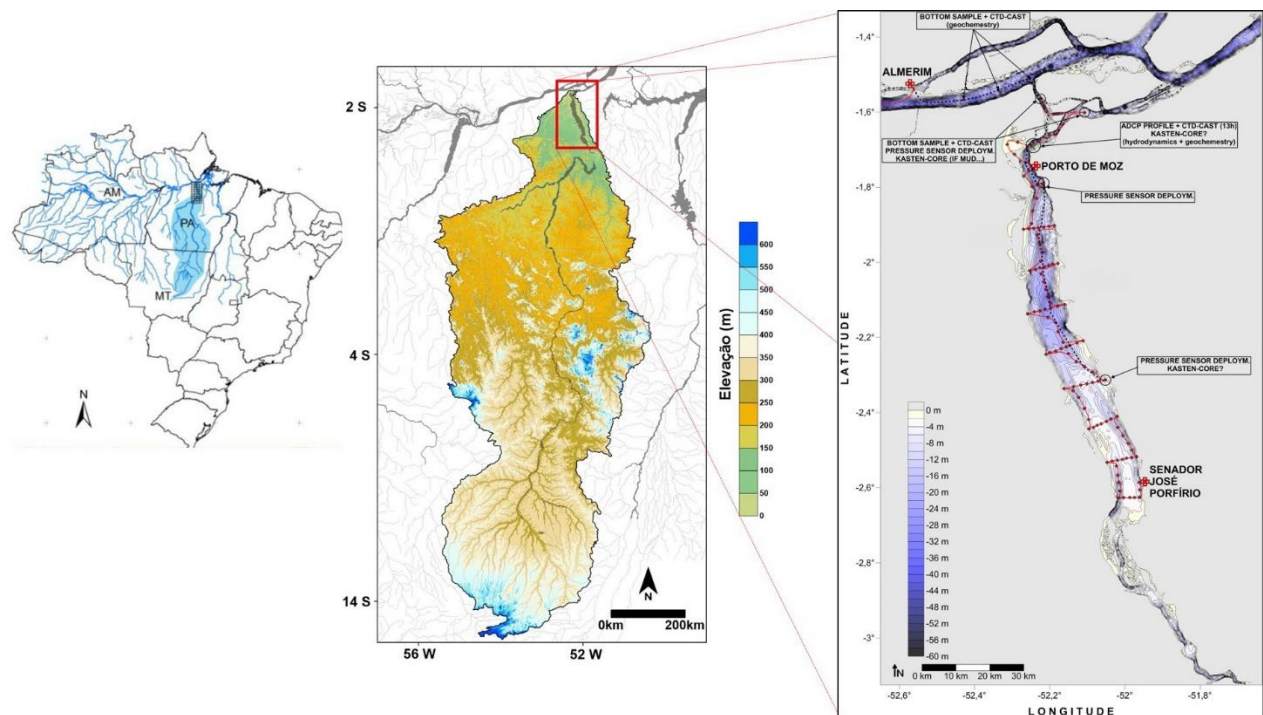 AM
PA
MT
N
2 S
4 S
14 S
56 W
52 W
N
0km 200km
Elevação (m)
600
550
500
450
400
350
300
250
200
150
100
50
0
-1,4
-1,6
-1,8
-2
-2,2
-2,4
-2,6
-2,8
-3
LATITUDE
BOTTOM SAMPLE + CTD-CAST
(geochemestry)
ALMERIM
ADCP PROFILE + CTD-CAST (13h)
KASTEN-CORE?
(hydrodynamics + geochemestry)
BOTTOM SAMPLE + CTD-CAST
PRESSURE SENSOR DEPLOYM.
KASTEN-CORE (IF MUD...)
PORTO DE MOZ
PRESSURE SENSOR DEPLOYM.
PRESSURE SENSOR DEPLOYM.
KASTEN-CORE?
SENADOR
JOSÉ
PORFÍRIO
0 m
-4 m
-8 m
-12 m
-16 m
-20 m
-24 m
-28 m
-32 m
-36 m
-40 m
-44 m
-48 m
-52 m
-56 m
-60 m
N
0 km 10 km 20 km 30 km
-52,6 -52,4 -52,2 -52 -51,8
LONGITUDE